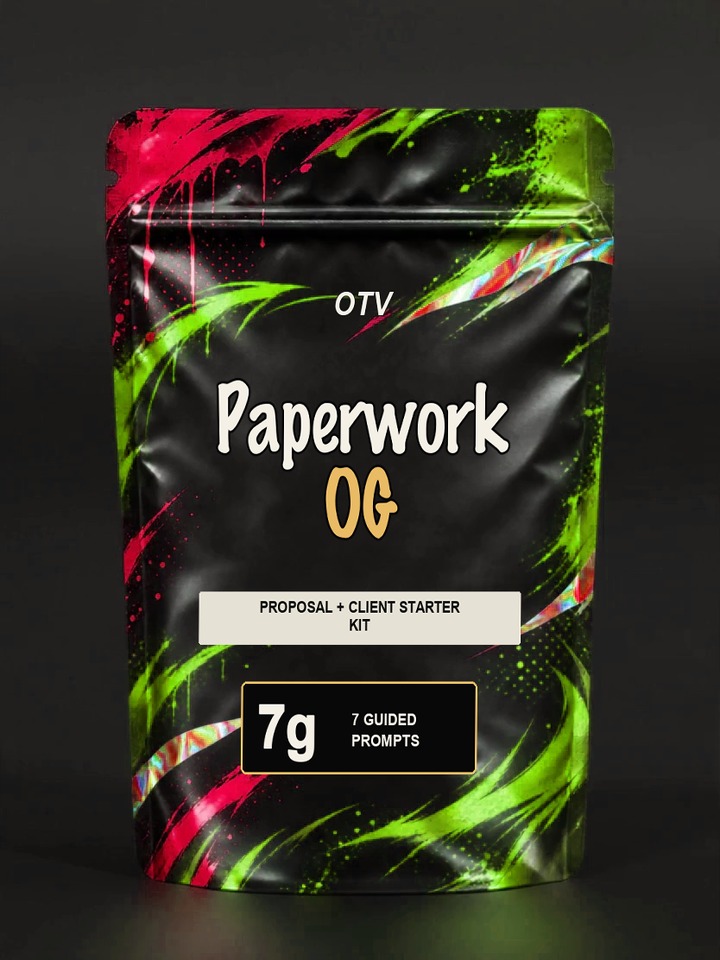 OTV
Paperwork
OG
PROPOSAL + CLIENT STARTER
KIT
7g
7 GUIDED
PROMPTS